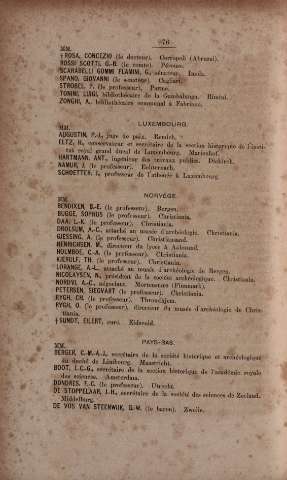 976
MM.
†ROSA, CONCEZIO (le docteur). Corropoli (Abruzzi).
ROSSI SCOTTI, G.-B. (le comte). Pérouse.
SCARABELLI GOMMI FLAMINI, G., sénateur. Imola.
SPANO, GIOVANNI (le sénateur). Cagliari.
STROBEL, P. (le professeur). Parme.
TONINI, LUIGI, bibliothécaire de la Gambalunga. Rimini.
ZONGHI, A., bibliothécaire communal à Fabriano.
LUXEMBOURG.
MM.
AUGUSTIN, P.-J., juge de paix. Remich.
ELTZ, R., conservateur et secrétaire de la section historique de l'institut royal grand ducal de Luxembourg. Marienhof.
HARTMANN, ANT., ingénieur des travaux publics. Diekirch.
NAMUR, J. (le professeur). Echternach.
SCHOETTER, J., professeur de l'athénée à Luxembourg.
NORVÉGE.
MM.
BENDIXEN, B.-E. (le professeur). Bergen.
BUGGE, SOPHUS (le professeur). Christiania.
DAA, L.-K. (le professeur). Christiania.
DROLSUM, A.-C., attaché au musée d'archéologie. Christiania.
GJESSING, A. (le professeur). Christiansand.
HENRICHSEN, M., directeur du lycée à Aalesund.
HOLMBOE, C.-A. (le professeur). Christiania.
KJERULF, TH. (le professeur). Christiania.
LORANGE, A.-L., attaché au musée d'archéologie de Bergen.
NICOLAYSEN, N., président de la société archéologique. Christiania.
NORDVI, A.-C., négociant. Mortensnæs (Finnmark).
PETERSEN, SIEGVART (le professeur). Christiania.
RYGH, CH. (le professeur). Throndhjem.
RYGH, O. (le professeur), directeur du musée d'archéologie de Christiania.
†SUNDT, EILERT, curé. Eidsvold.
PAYS-BAS.
MM.
BERGER, C.-M.-A.-J., secrétaire de la société historique et archéologique du duché de Limbourg. Maastricht.
BOOT, J.-C.-G., secrétaire de la section historique de l'académie royale des sciences. Amsterdam.
DONDRES, F.-C. (le professeur). Utrecht.
DE STOPPELAAR, J.-H., secrétaire de la société des sciences de Zeeland. Middelburg.
DE VOS VAN STEENWIJK, G.-W. (le baron). Zwolle.